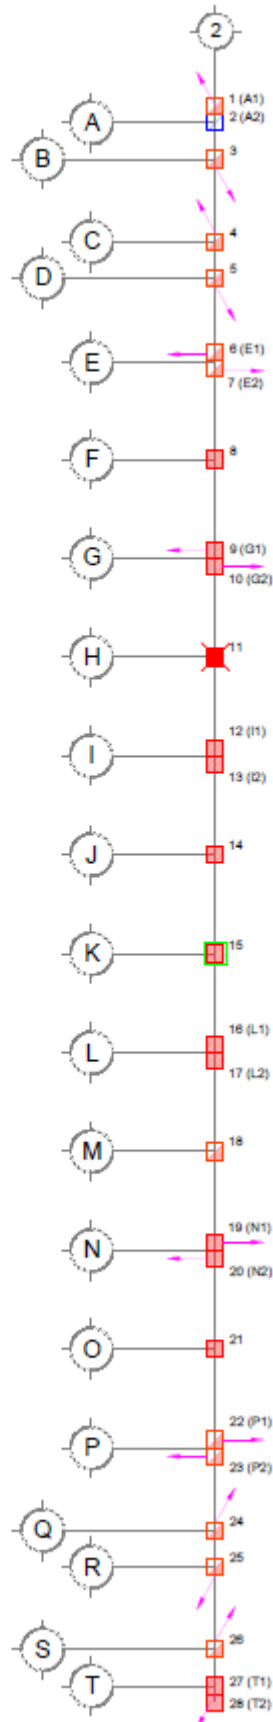 2
1 (A1)
A
2 (A2)
B
3
C
4
D
5
6 (E1)
E
7 (E2)
F
8
9 (G1)
G
10 (G2)
H
11
12 (I1)
I
13 (I2)
J
14
K
15
16 (L1)
L
17 (L2)
M
18
19 (N1)
N
20 (N2)
O
21
22 (P1)
P
23 (P2)
Q
24
R
25
S
26
27 (T1)
T
28 (T2)